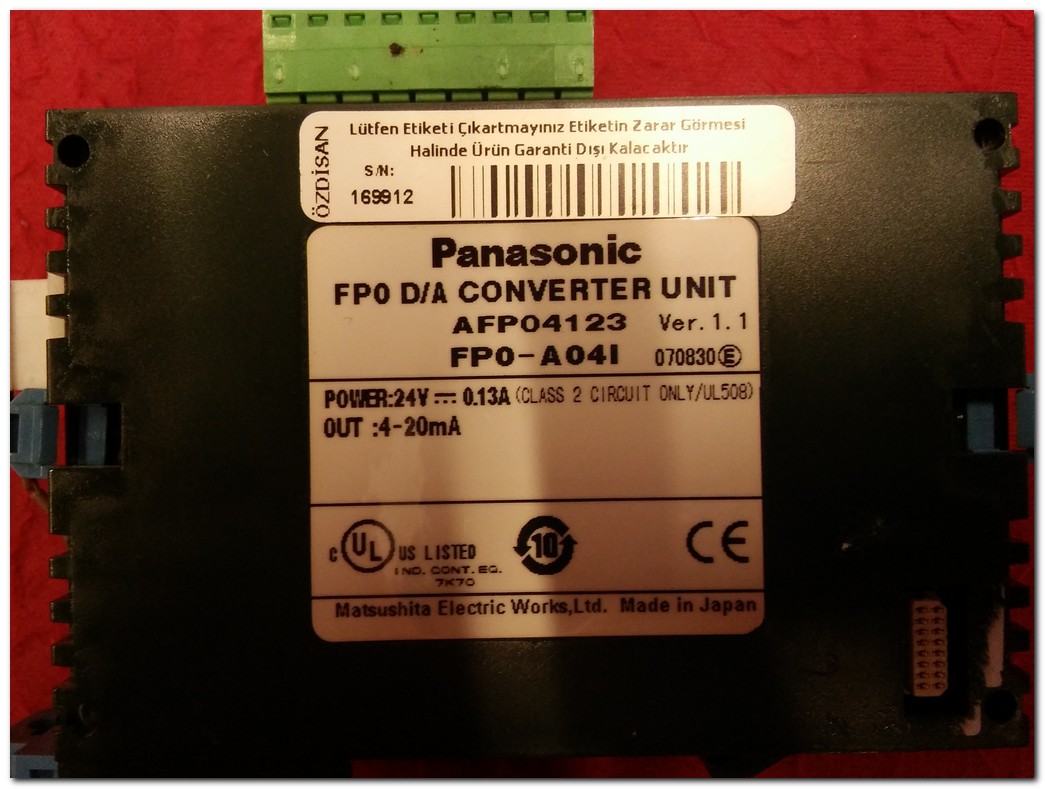 ÖZDİSAN
Lütfen Etiketi Çıkartmayınız Etiketin Zarar Görmesi
Halinde Ürün Garanti Dışı Kalacaktır
S/N:
169912
Panasonic
FP0 D/A CONVERTER UNIT
AFP04123 Ver.1.1
FP0-A04I 070830Ⓔ
POWER:24V ⎓ 0.13A (CLASS 2 CIRCUIT ONLY/UL508)
OUT :4-20mA
c UL US LISTED
IND. CONT. EQ.
7K70
10
CE
Matsushita Electric Works,Ltd. Made in Japan